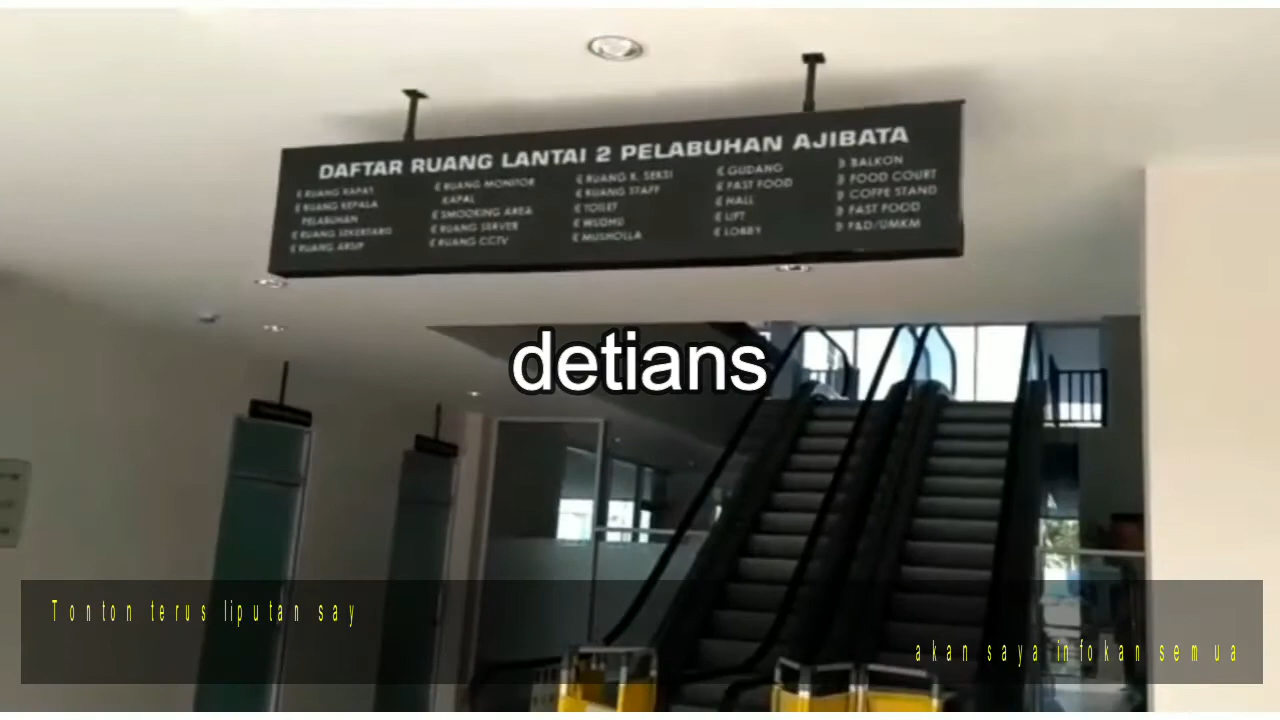 DAFTAR RUANG LANTAI 2 PELABUHAN AJIBATA
RUANG RAPAT
RUANG KEPALA
PELABUHAN
RUANG SEKERTARIS
RUANG ARSIP
RUANG MONITOR
KAPAL
SMOOKING AREA
RUANG SERVER
RUANG CCTV
RUANG K. SEKSI
RUANG STAFF
TOILET
WUDHU
MUSHOLLA
GUDANG
FAST FOOD
HALL
LIFT
LOBBY
BALKON
FOOD COURT
COFFE STAND
FAST FOOD
F&D/UMKM
detians
Tonton terus liputan say
akan saya infokan semua